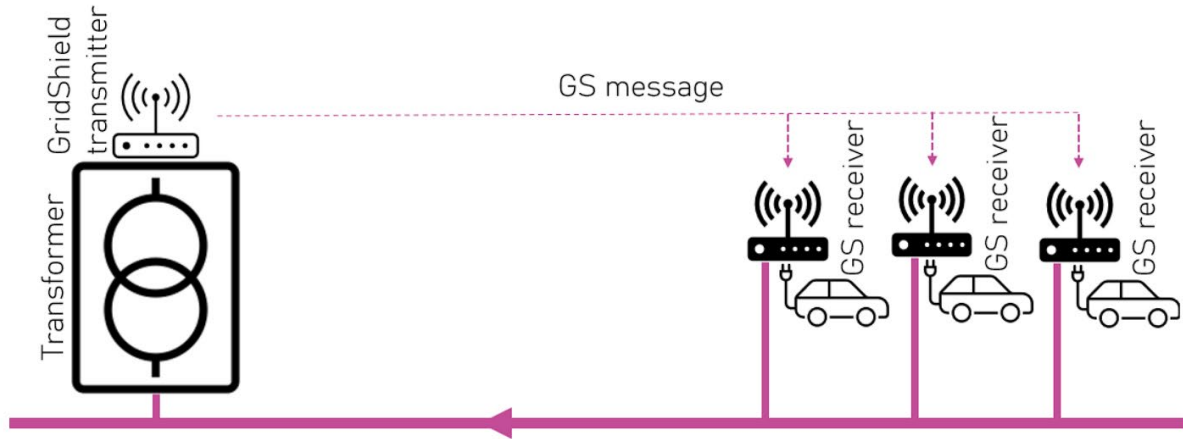 GridShield
transmitter
GS message
Transformer
GS receiver
GS receiver
GS receiver